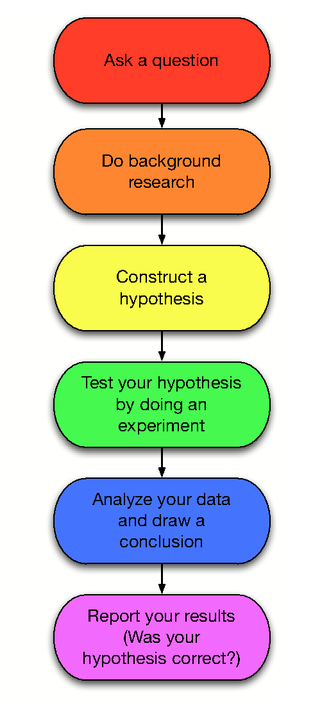 Ask a question
Do background
research
Construct a
hypothesis
Test your hypothesis
by doing an
experiment
Analyze your data
and draw a
conclusion
Report your results
(Was your
hypothesis correct?)